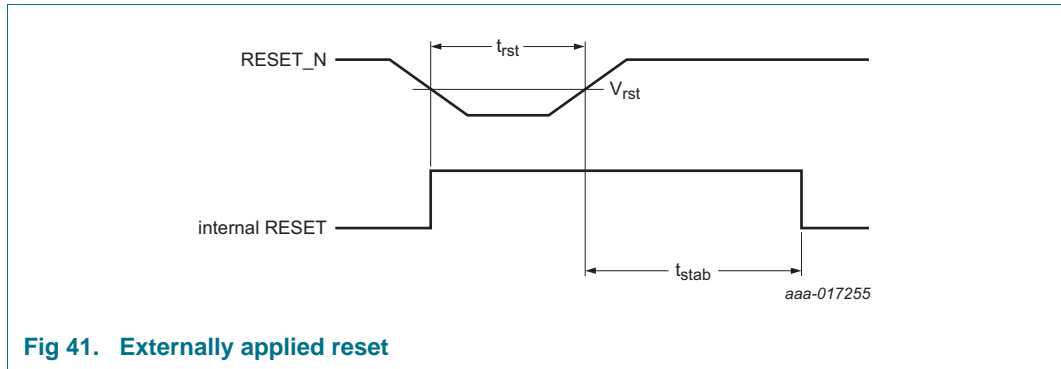 t_rst
RESET_N
V_rst
internal RESET
t_stab
aaa-017255
Fig 41. Externally applied reset